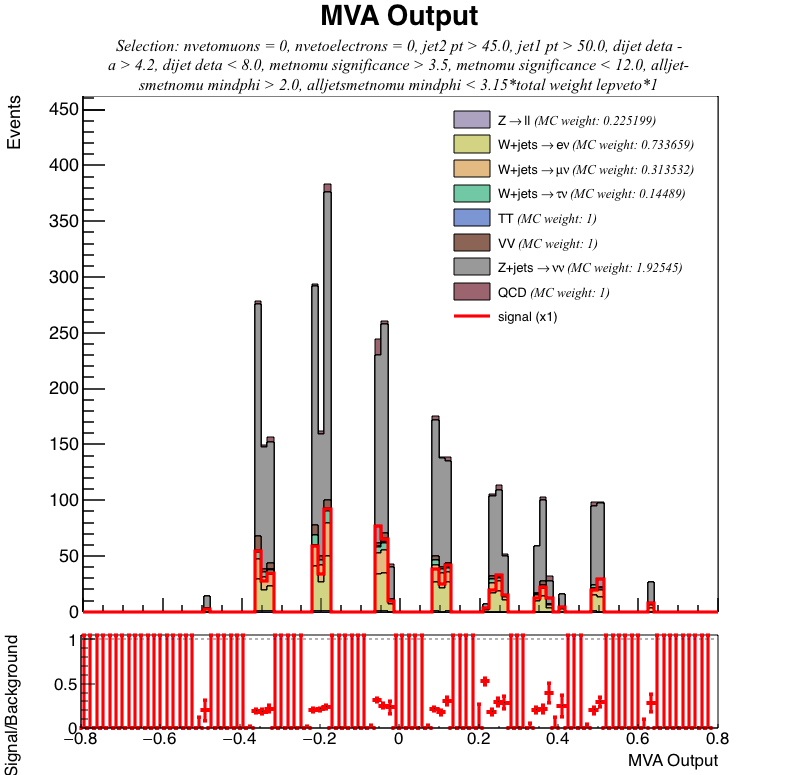 MVA Output
Selection: nvetomuons = 0, nvetoelectrons = 0, jet2 pt > 45.0, jet1 pt > 50.0, dijet deta -
a > 4.2, dijet deta < 8.0, metnomu significance > 3.5, metnomu significance < 12.0, alljet-
smetnomu mindphi > 2.0, alljetsmetnomu mindphi < 3.15*total weight lepveto*1
Events
450
400
350
300
250
200
150
100
50
0
Z→ll (MC weight: 0.225199)
W+jets→eν (MC weight: 0.733659)
W+jets→μν (MC weight: 0.313532)
W+jets→τν (MC weight: 0.14489)
TT (MC weight: 1)
VV (MC weight: 1)
Z+jets→νν (MC weight: 1.92545)
QCD (MC weight: 1)
signal (x1)
Signal/Background
1
0.5
0
−0.8 −0.6 −0.4 −0.2 0 0.2 0.4 0.6 0.8
MVA Output